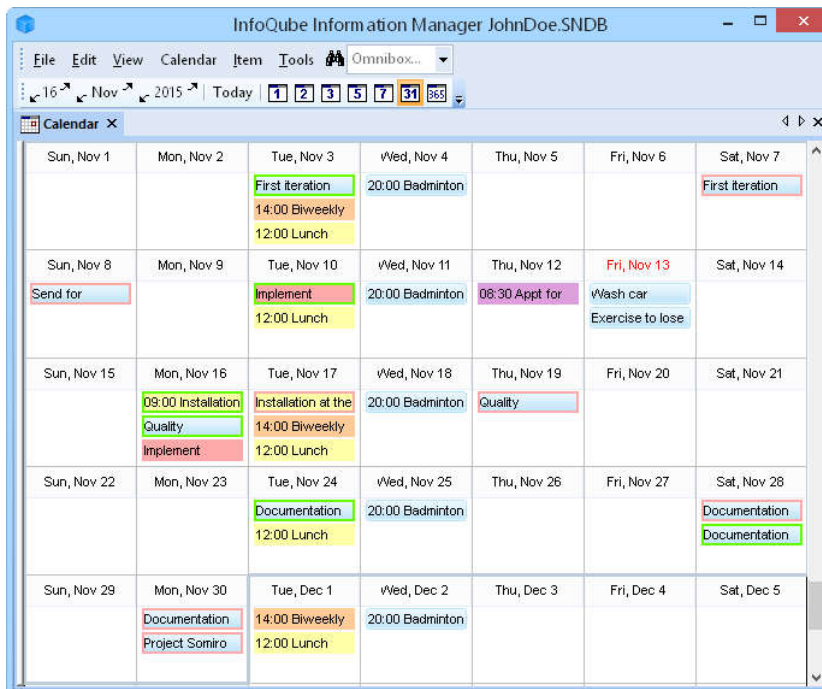 InfoQube Information Manager JohnDoe.SNDB
File Edit View Calendar Item Tools Omnibox...
16 Nov 2015 Today 1 2 3 5 7 31 365
Calendar X
Sun, Nov 1 Mon, Nov 2 Tue, Nov 3 Wed, Nov 4 Thu, Nov 5 Fri, Nov 6 Sat, Nov 7
First iteration 20:00 Badminton First iteration
14:00 Biweekly
12:00 Lunch
Sun, Nov 8 Mon, Nov 9 Tue, Nov 10 Wed, Nov 11 Thu, Nov 12 Fri, Nov 13 Sat, Nov 14
Send for Implement 20:00 Badminton 08:30 Appt for Wash car
12:00 Lunch Exercise to lose
Sun, Nov 15 Mon, Nov 16 Tue, Nov 17 Wed, Nov 18 Thu, Nov 19 Fri, Nov 20 Sat, Nov 21
09:00 Installation Installation at the 20:00 Badminton Quality
Quality 14:00 Biweekly
Implement 12:00 Lunch
Sun, Nov 22 Mon, Nov 23 Tue, Nov 24 Wed, Nov 25 Thu, Nov 26 Fri, Nov 27 Sat, Nov 28
Documentation 20:00 Badminton Documentation
12:00 Lunch Documentation
Sun, Nov 29 Mon, Nov 30 Tue, Dec 1 Wed, Dec 2 Thu, Dec 3 Fri, Dec 4 Sat, Dec 5
Documentation 14:00 Biweekly 20:00 Badminton
Project Somiro 12:00 Lunch